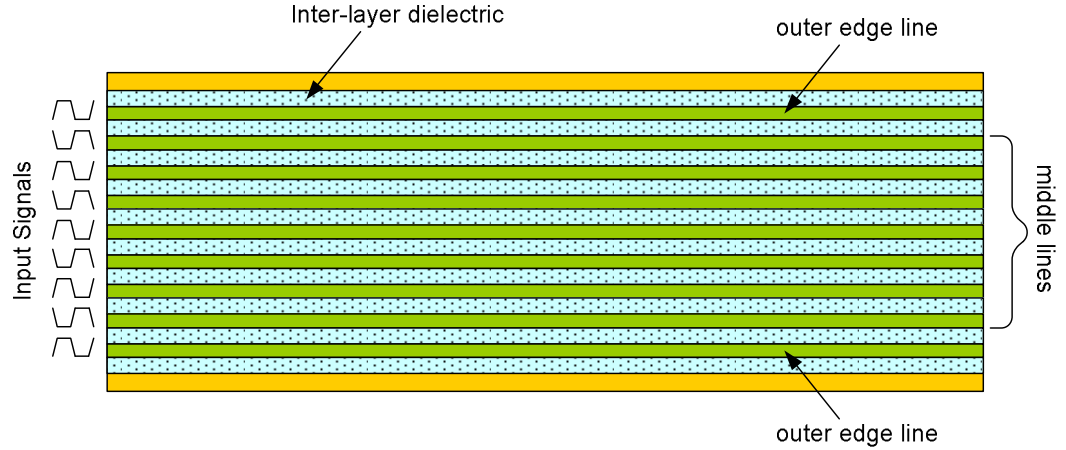 Inter-layer dielectric
outer edge line
Input Signals
middle lines
outer edge line